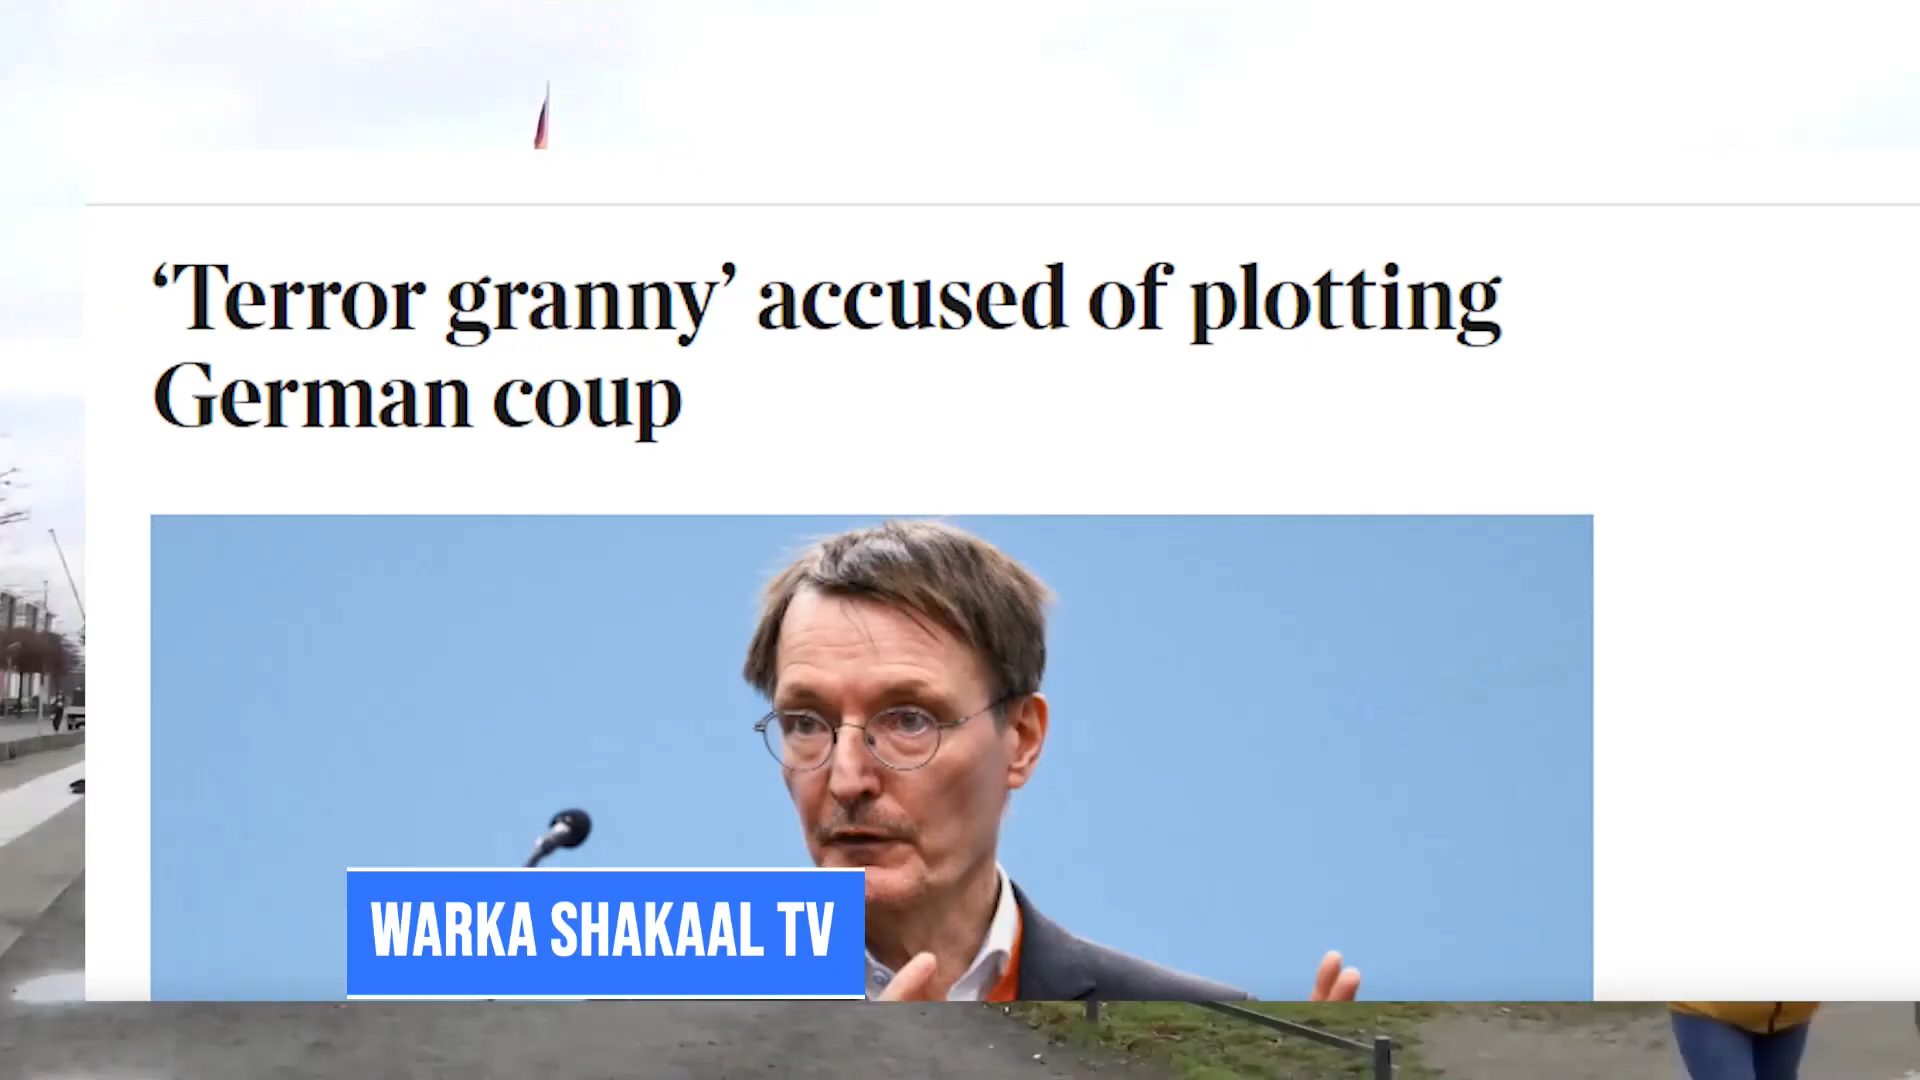 ‘Terror granny’ accused of plotting
German coup
WARKA SHAKAAL TV